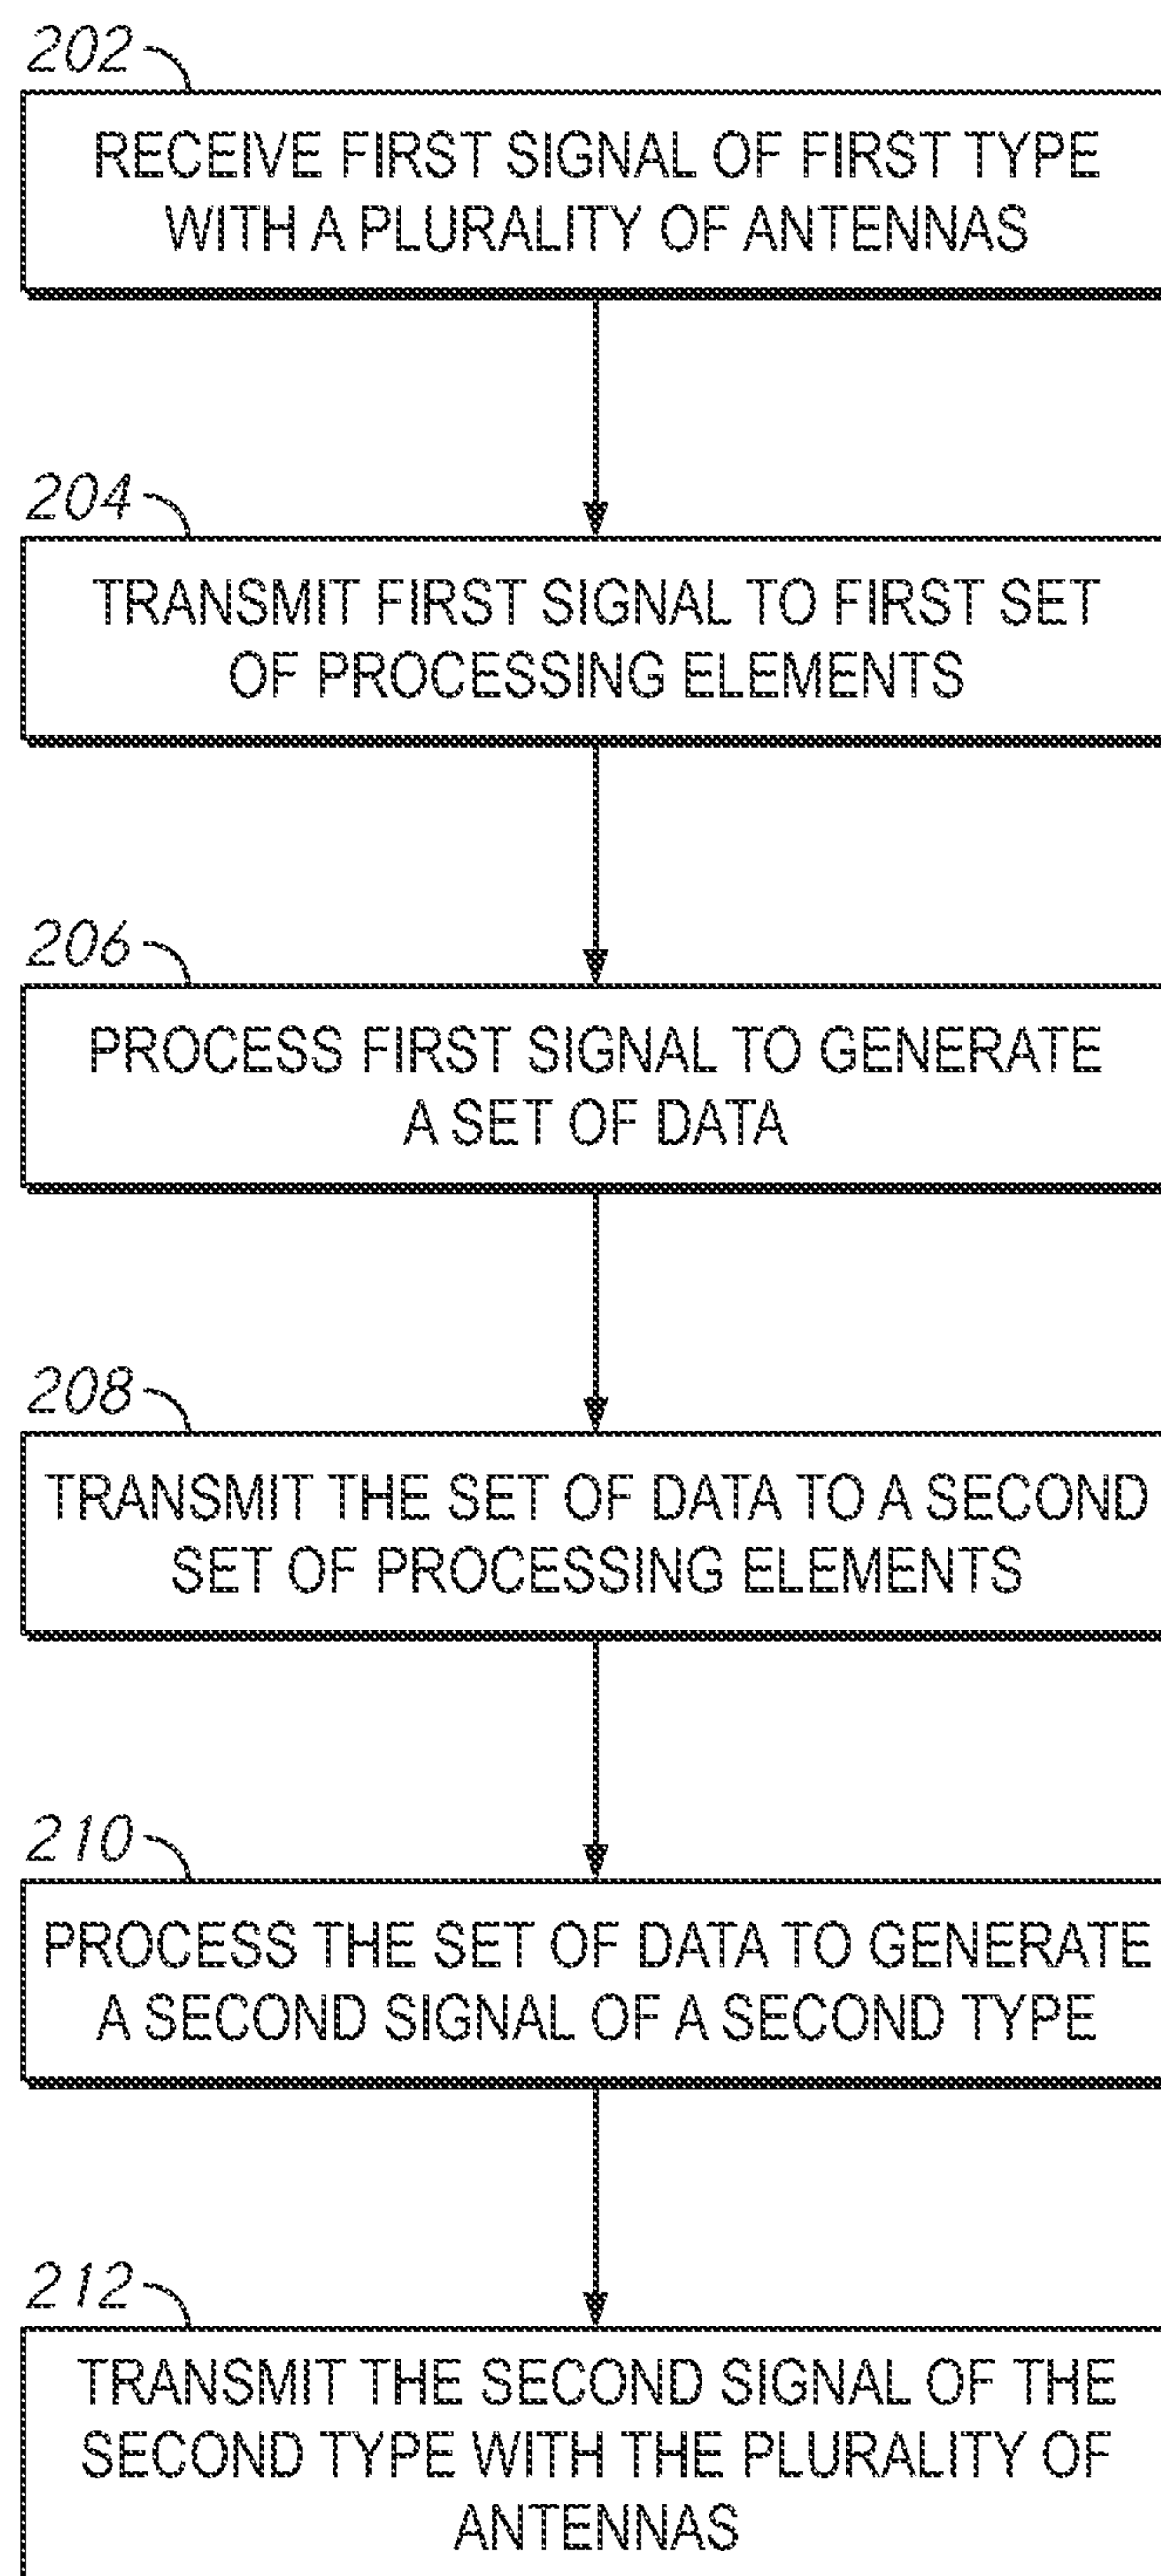 202
RECEIVE FIRST SIGNAL OF FIRST TYPE
WITH A PLURALITY OF ANTENNAS
204
TRANSMIT FIRST SIGNAL TO FIRST SET
OF PROCESSING ELEMENTS
206
PROCESS FIRST SIGNAL TO GENERATE
A SET OF DATA
208
TRANSMIT THE SET OF DATA TO A SECOND
SET OF PROCESSING ELEMENTS
210
PROCESS THE SET OF DATA TO GENERATE
A SECOND SIGNAL OF A SECOND TYPE
212
TRANSMIT THE SECOND SIGNAL OF THE
SECOND TYPE WITH THE PLURALITY OF
ANTENNAS